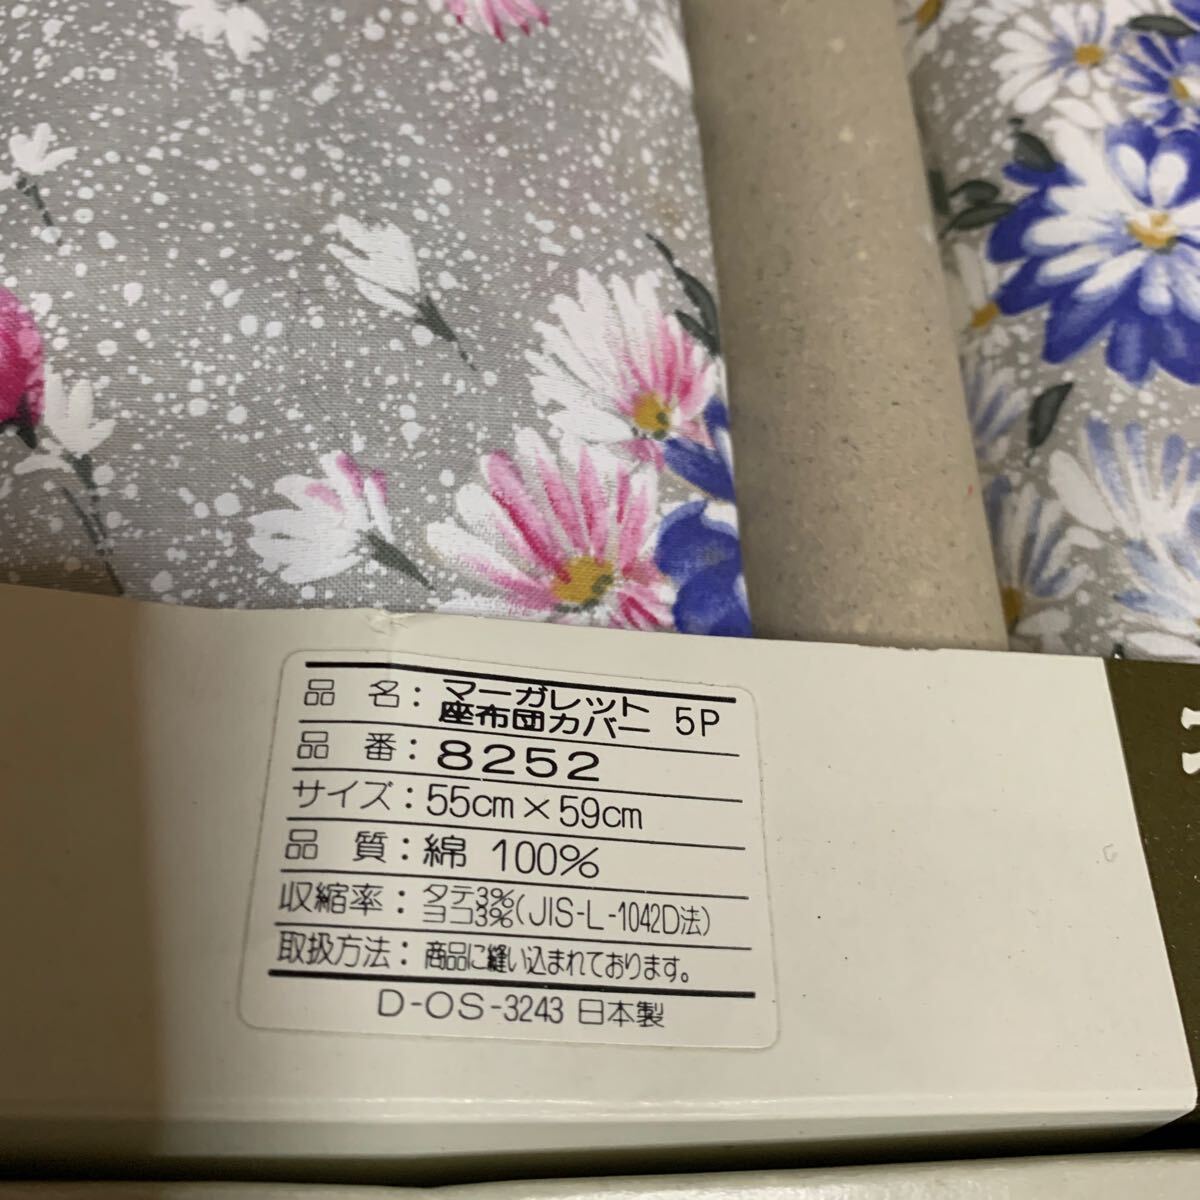 品 名：マーガレット 座布団カバー 5P
品 番：8252
サイズ：55cm×59cm
品 質：綿 100%
収縮率：タテ3% ヨコ3%(JIS-L-1042D法)
取扱方法：商品に縫い込まれております。
D-OS-3243 日本製